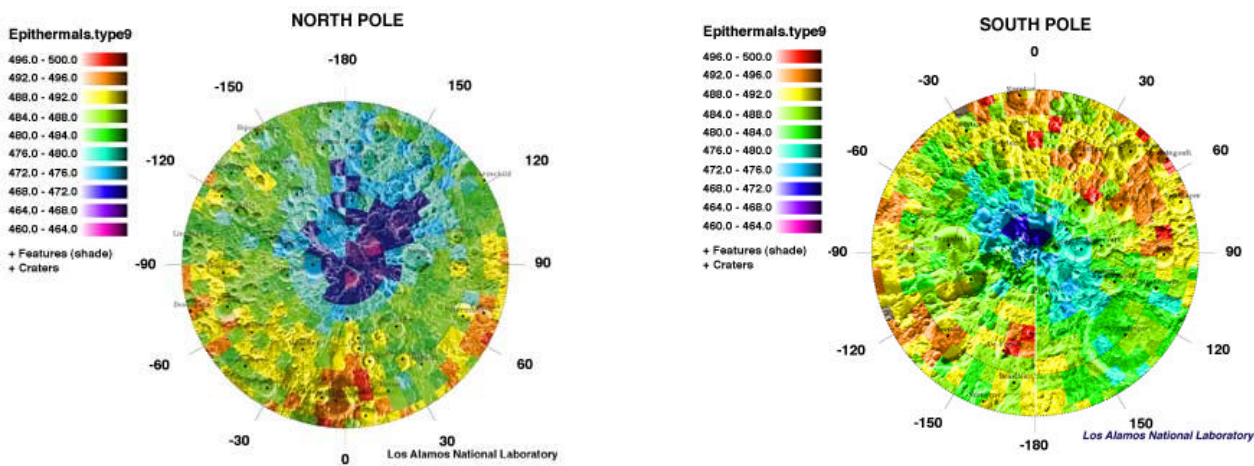 NORTH POLE
Epithermals.type9
496.0 - 500.0
492.0 - 496.0
488.0 - 492.0
484.0 - 488.0
480.0 - 484.0
476.0 - 480.0
472.0 - 476.0
468.0 - 472.0
464.0 - 468.0
460.0 - 464.0
+ Features (shade)
+ Craters
-180
150
120
90
60
30
0
-30
-60
-90
-120
-150
Los Alamos National Laboratory
SOUTH POLE
Epithermals.type9
496.0 - 500.0
492.0 - 496.0
488.0 - 492.0
484.0 - 488.0
480.0 - 484.0
476.0 - 480.0
472.0 - 476.0
468.0 - 472.0
464.0 - 468.0
460.0 - 464.0
+ Features (shade)
+ Craters
0
30
60
90
120
150
-180
-150
-120
-90
-60
-30
Los Alamos National Laboratory